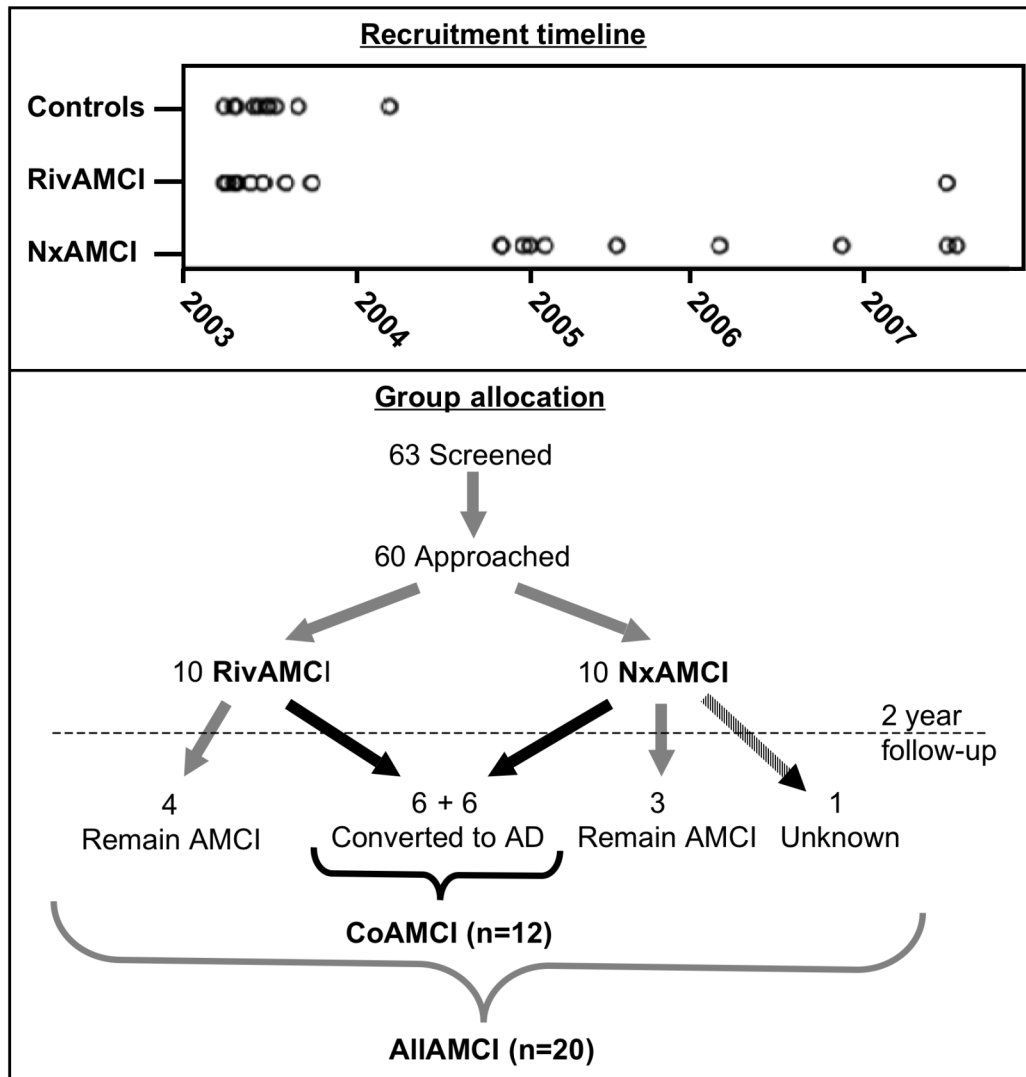 Recruitment timeline
Controls
RivAMCI
NxAMCI
2003
2004
2005
2006
2007
Group allocation
63 Screened
60 Approached
10 RivAMCI
10 NxAMCI
2 year
follow-up
4
Remain AMCI
6 + 6
Converted to AD
3
Remain AMCI
1
Unknown
CoAMCI (n=12)
AllAMCI (n=20)